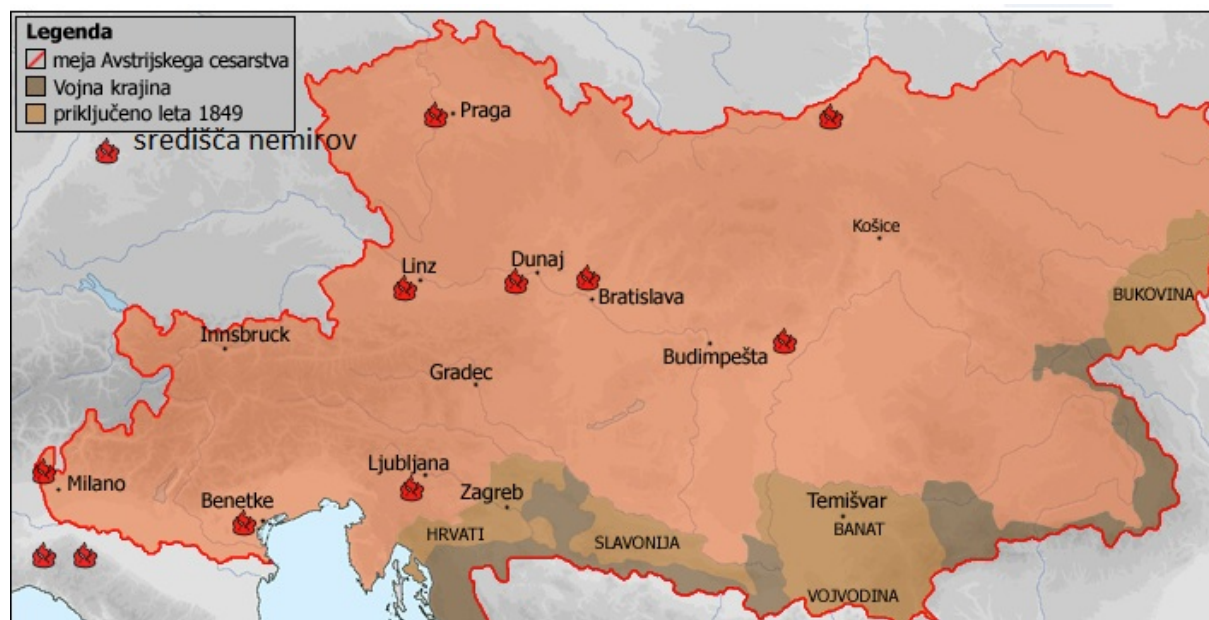 Legenda
meja Avstrijskega cesarstva
Vojna krajina
priključeno leta 1849
središča nemirov
Praga
Košice
Linz
Dunaj
Bratislava
BUKOVINA
Innsbruck
Budimpešta
Gradec
Ljubljana
Milano
Zagreb
Benetke
Temišvar
BANAT
HRVATI
SLAVONIJA
VOJVODINA